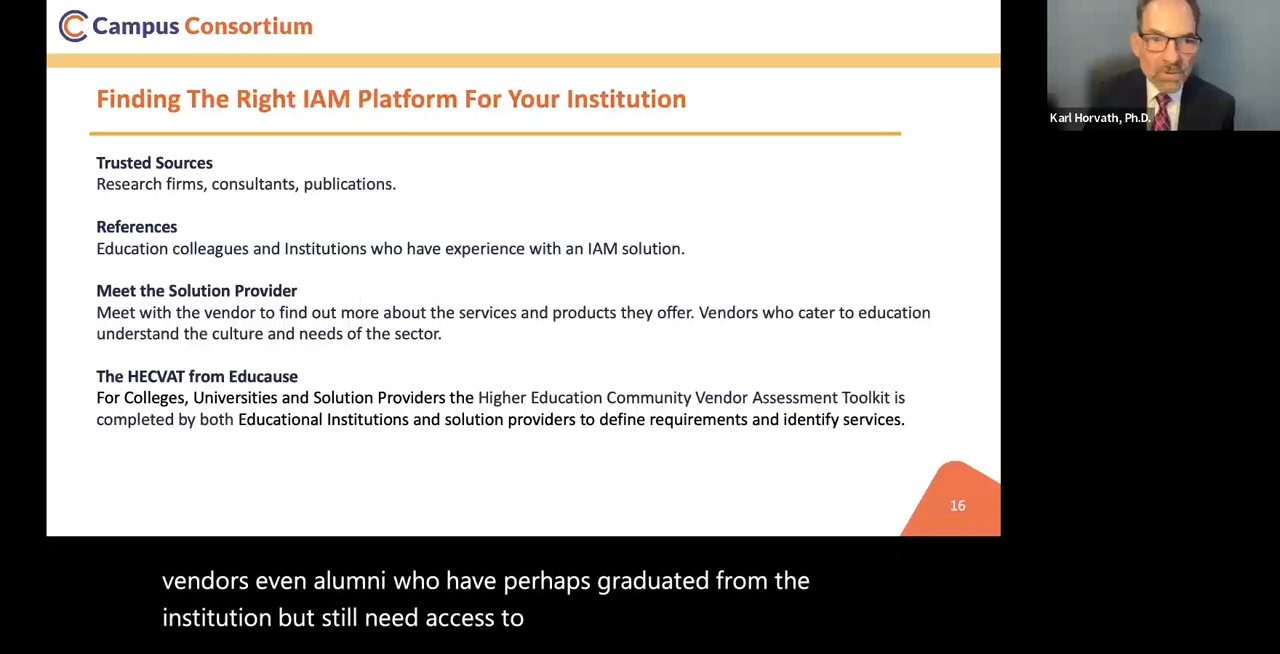 Campus Consortium
Finding The Right IAM Platform For Your Institution
Trusted Sources
Research firms, consultants, publications.
References
Education colleagues and Institutions who have experience with an IAM solution.
Meet the Solution Provider
Meet with the vendor to find out more about the services and products they offer. Vendors who cater to education
understand the culture and needs of the sector.
The HECVAT from Educause
For Colleges, Universities and Solution Providers the Higher Education Community Vendor Assessment Toolkit is
completed by both Educational Institutions and solution providers to define requirements and identify services.
16
Karl Horvath, Ph.D.
vendors even alumni who have perhaps graduated from the
institution but still need access to